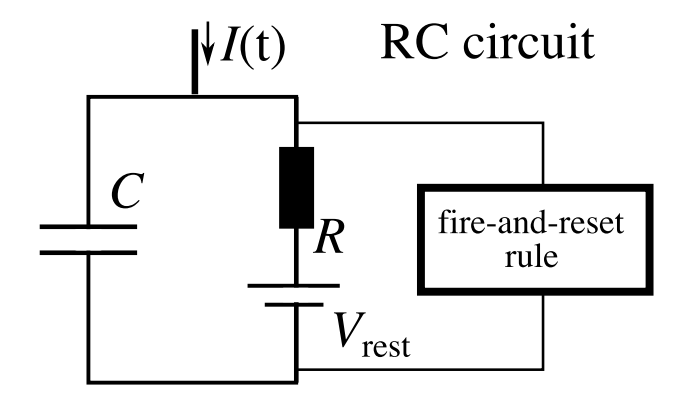 I(t)
RC circuit
C
R
fire-and-reset
rule
V_rest